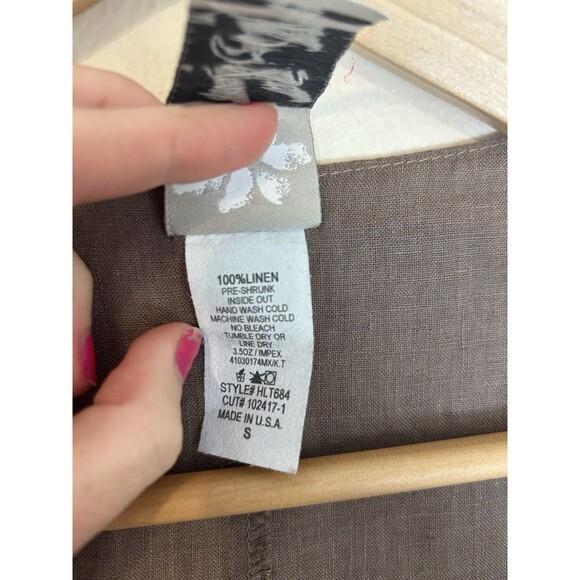 100%LINEN
PRE-SHRUNK
INSIDE OUT
HAND WASH COLD
MACHINE WASH COLD
NO BLEACH
TUMBLE DRY OR
LINE DRY
3.5OZ/IMPEX
41030174MX/K.T
STYLE# HLT684
CUT# 102417-1
MADE IN U.S.A.
S